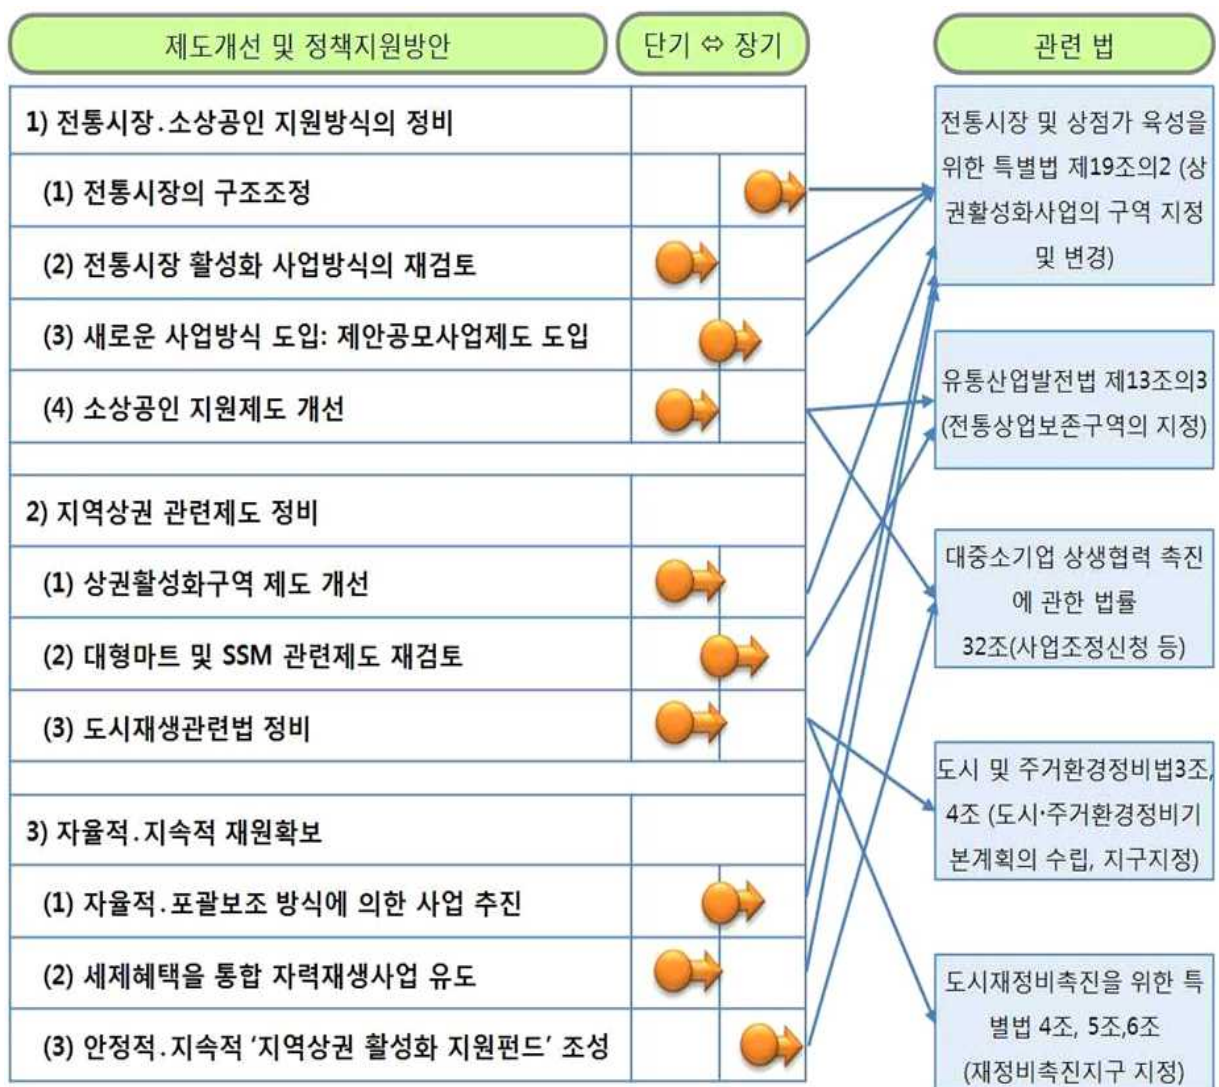 제도개선 및 정책지원방안
단기 ⇔ 장기
관련 법
1) 전통시장.소상공인 지원방식의 정비
(1) 전통시장의 구조조정
(2) 전통시장 활성화 사업방식의 재검토
(3) 새로운 사업방식 도입: 제안공모사업제도 도입
(4) 소상공인 지원제도 개선
2) 지역상권 관련제도 정비
(1) 상권활성화구역 제도 개선
(2) 대형마트 및 SSM 관련제도 재검토
(3) 도시재생관련법 정비
3) 자율적.지속적 재원확보
(1) 자율적.포괄보조 방식에 의한 사업 추진
(2) 세제혜택을 통합 자력재생사업 유도
(3) 안정적.지속적 ‘지역상권 활성화 지원펀드’ 조성
전통시장 및 상점가 육성을
위한 특별법 제19조의2 (상
권활성화사업의 구역 지정
및 변경)
유통산업발전법 제13조의3
(전통상업보존구역의 지정)
대중소기업 상생협력 촉진
에 관한 법률
32조(사업조정신청 등)
도시 및 주거환경정비법3조,
4조 (도시·주거환경정비기
본계획의 수립, 지구지정)
도시재정비촉진을 위한 특
별법 4조, 5조,6조
(재정비촉진지구 지정)